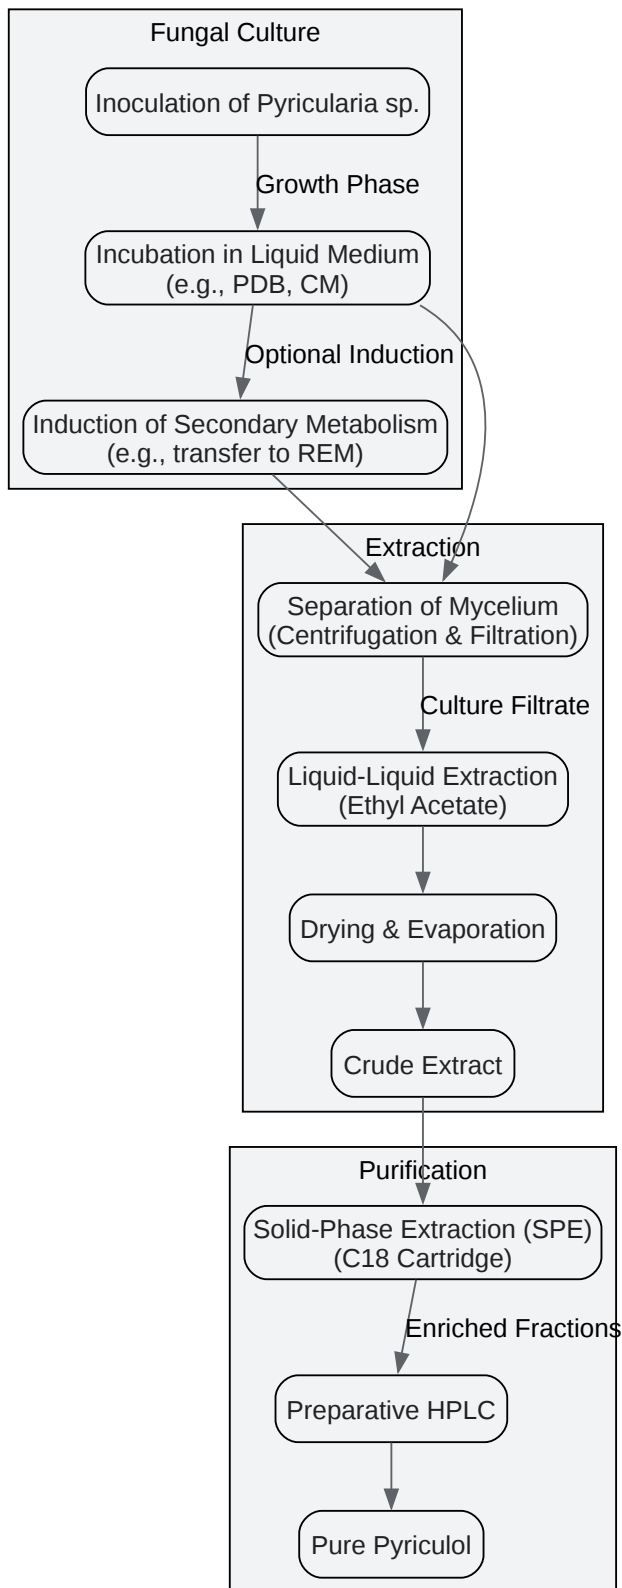 Fungal Culture
Inoculation of Pyricularia sp.
Growth Phase
Incubation in Liquid Medium
(e.g., PDB, CM)
Optional Induction
Induction of Secondary Metabolism
(e.g., transfer to REM)
Extraction
Separation of Mycelium
(Centrifugation & Filtration)
Culture Filtrate
Liquid-Liquid Extraction
(Ethyl Acetate)
Drying & Evaporation
Crude Extract
Purification
Solid-Phase Extraction (SPE)
(C18 Cartridge)
Enriched Fractions
Preparative HPLC
Pure Pyriculol